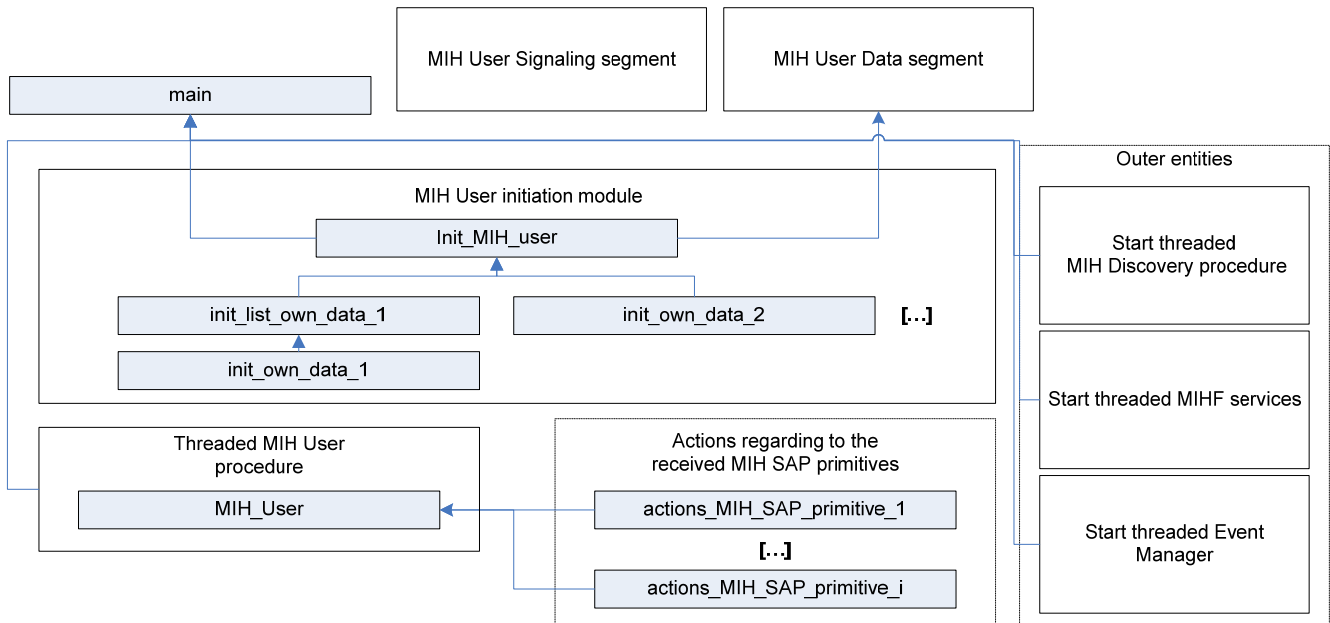 MIH User Signaling segment
MIH User Data segment
main
Outer entities
MIH User initiation module
Init_MIH_user
Start threaded
MIH Discovery procedure
init_list_own_data_1
init_own_data_2
[...]
init_own_data_1
Start threaded MIHF services
Threaded MIH User
procedure
MIH_User
Actions regarding to the
received MIH SAP primitives
actions_MIH_SAP_primitive_1
[...]
actions_MIH_SAP_primitive_i
Start threaded Event
Manager